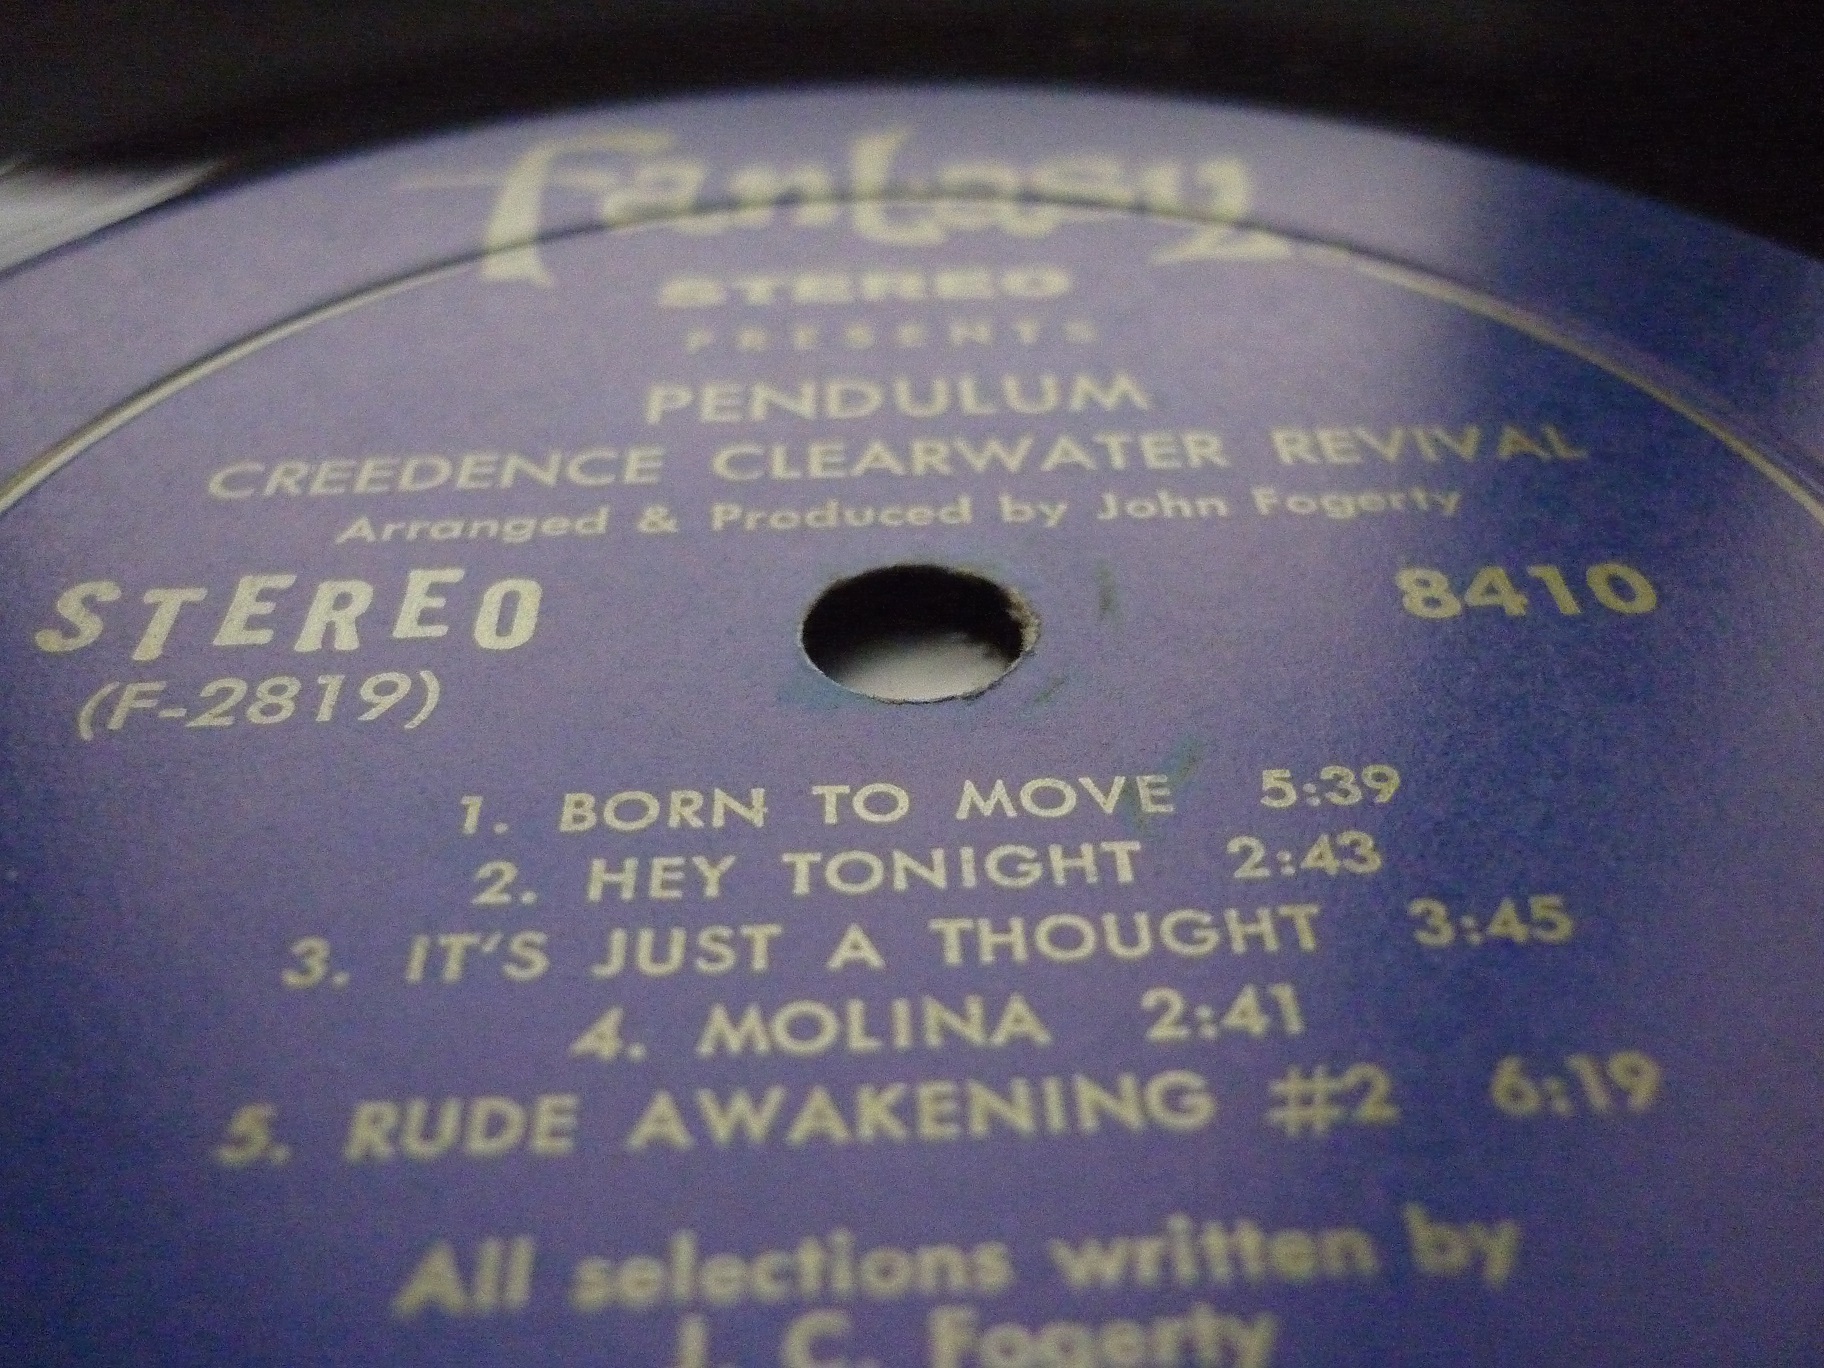 Fantasy
STEREO
PRESENTS
PENDULUM
CREEDENCE CLEARWATER REVIVAL
Arranged & Produced by John Fogerty
STEREO 8410
(F-2819)
1. BORN TO MOVE 5:39
2. HEY TONIGHT 2:43
3. IT'S JUST A THOUGHT 3:45
4. MOLINA 2:41
5. RUDE AWAKENING #2 6:19
All selections written by
J. C. Fogerty